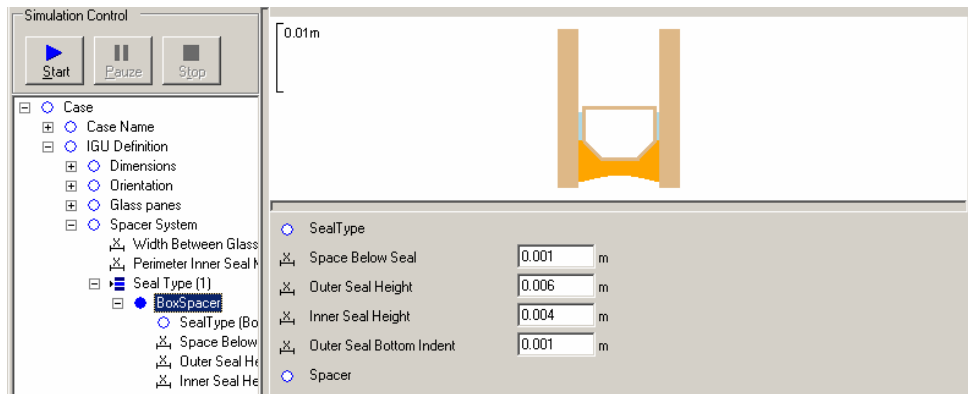 Simulation Control
Start
Pauze
Stop
Case
Case Name
IGU Definition
Dimensions
Orientation
Glass panes
Spacer System
Width Between Glass
Perimeter Inner Seal
Seal Type (1)
BoxSpacer
SealType (Bo
Space Below
Outer Seal He
Inner Seal He
0.01m
SealType
Space Below Seal 0.001 m
Outer Seal Height 0.006 m
Inner Seal Height 0.004 m
Outer Seal Bottom Indent 0.001 m
Spacer